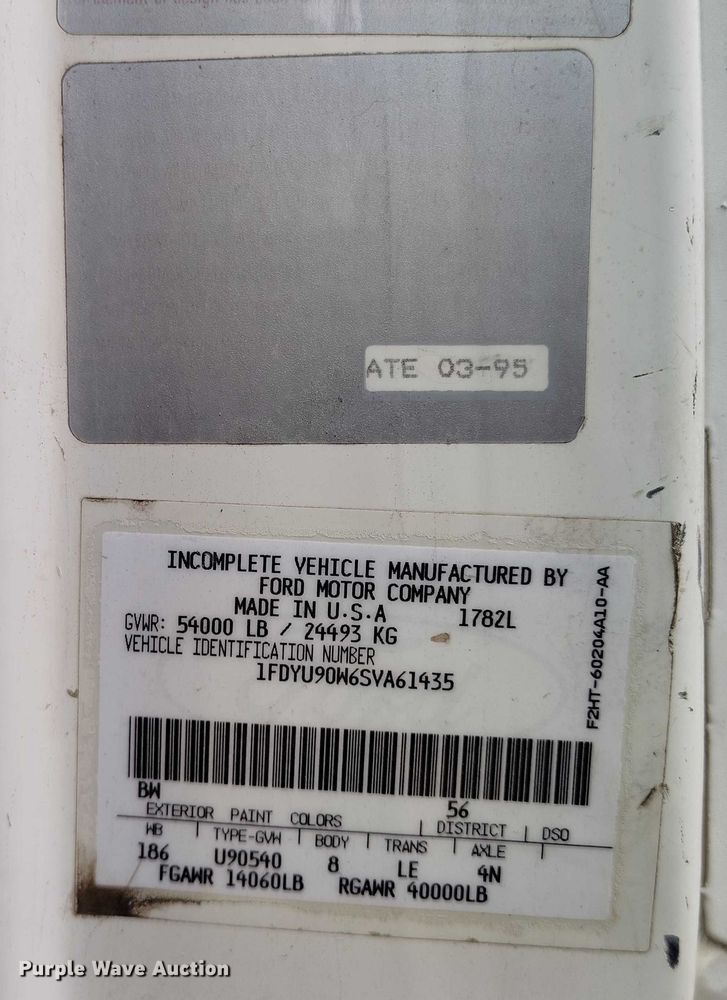 ATE 03-95
INCOMPLETE VEHICLE MANUFACTURED BY
FORD MOTOR COMPANY
MADE IN U.S.A 1782L
GVWR: 54000 LB / 24493 KG
VEHICLE IDENTIFICATION NUMBER
1FDYU90W6SVA61435
F2HT-60204A10-AA
BW 56
EXTERIOR PAINT COLORS DISTRICT DSO
WB TYPE-GVW BODY TRANS AXLE
186 U90540 8 LE 4N
FGAWR 14060LB RGAWR 40000LB
Purple Wave Auction